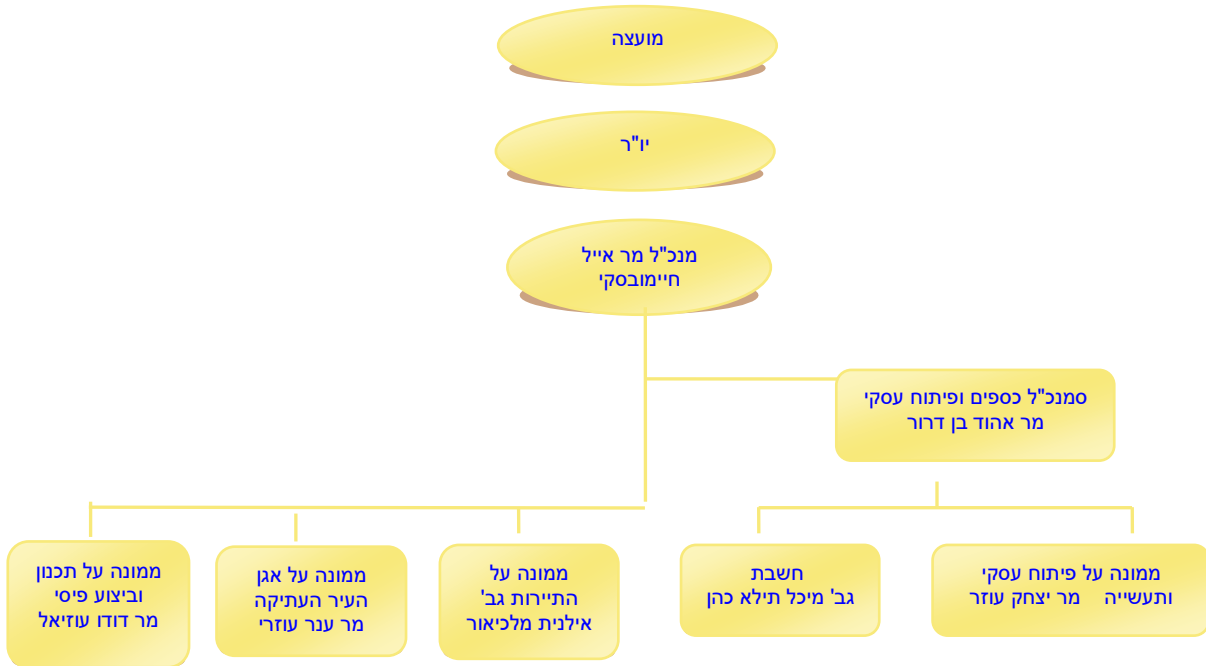 מועצה
יו"ר
מנכ"ל מר אייל
חיימובסקי
סמנכ"ל כספים ופיתוח עסקי
מר אהוד בן דרור
ממונה על פיתוח עסקי
ותעשייה מר יצחק עוזר
חשבת
גב' מיכל תילא כהן
ממונה על
התיירות גב'
אילנית מלכיאור
ממונה על אגן
העיר העתיקה
מר ענר עוזרי
ממונה על תכנון
וביצוע פיסי
מר דודו עוזיאל